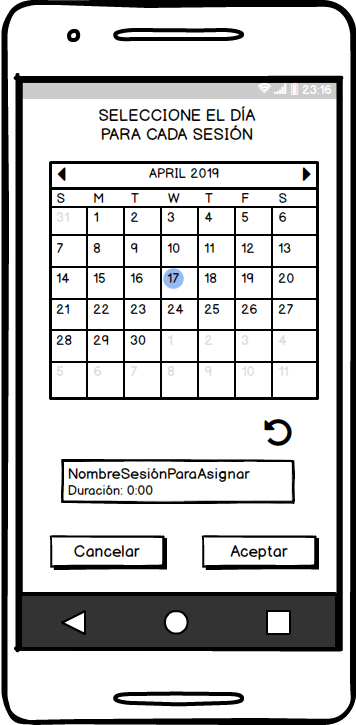 23:16
SELECCIONE EL DÍA
PARA CADA SESIÓN
APRIL 2019
S M T W T F S
31 1 2 3 4 5 6
7 8 9 10 11 12 13
14 15 16 17 18 19 20
21 22 23 24 25 26 27
28 29 30 1 2 3 4
5 6 7 8 9 10 11
NombreSesiónParaAsignar
Duración: 0:00
Cancelar Aceptar